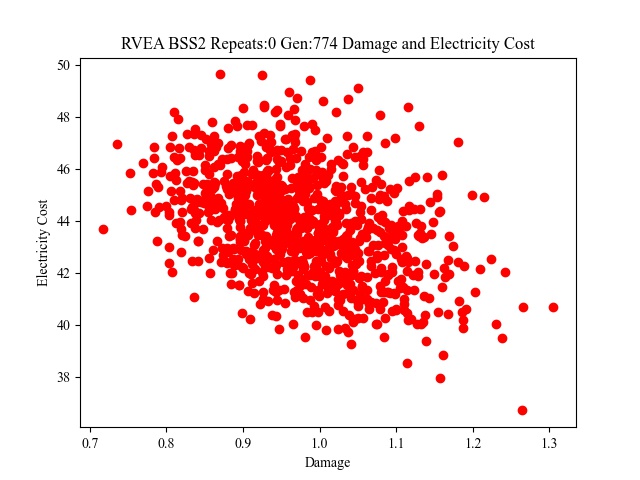 RVEA BSS2 Repeats:0 Gen:774 Damage and Electricity Cost
50
48
46
44
42
40
38
Electricity Cost
0.7 0.8 0.9 1.0 1.1 1.2 1.3
Damage